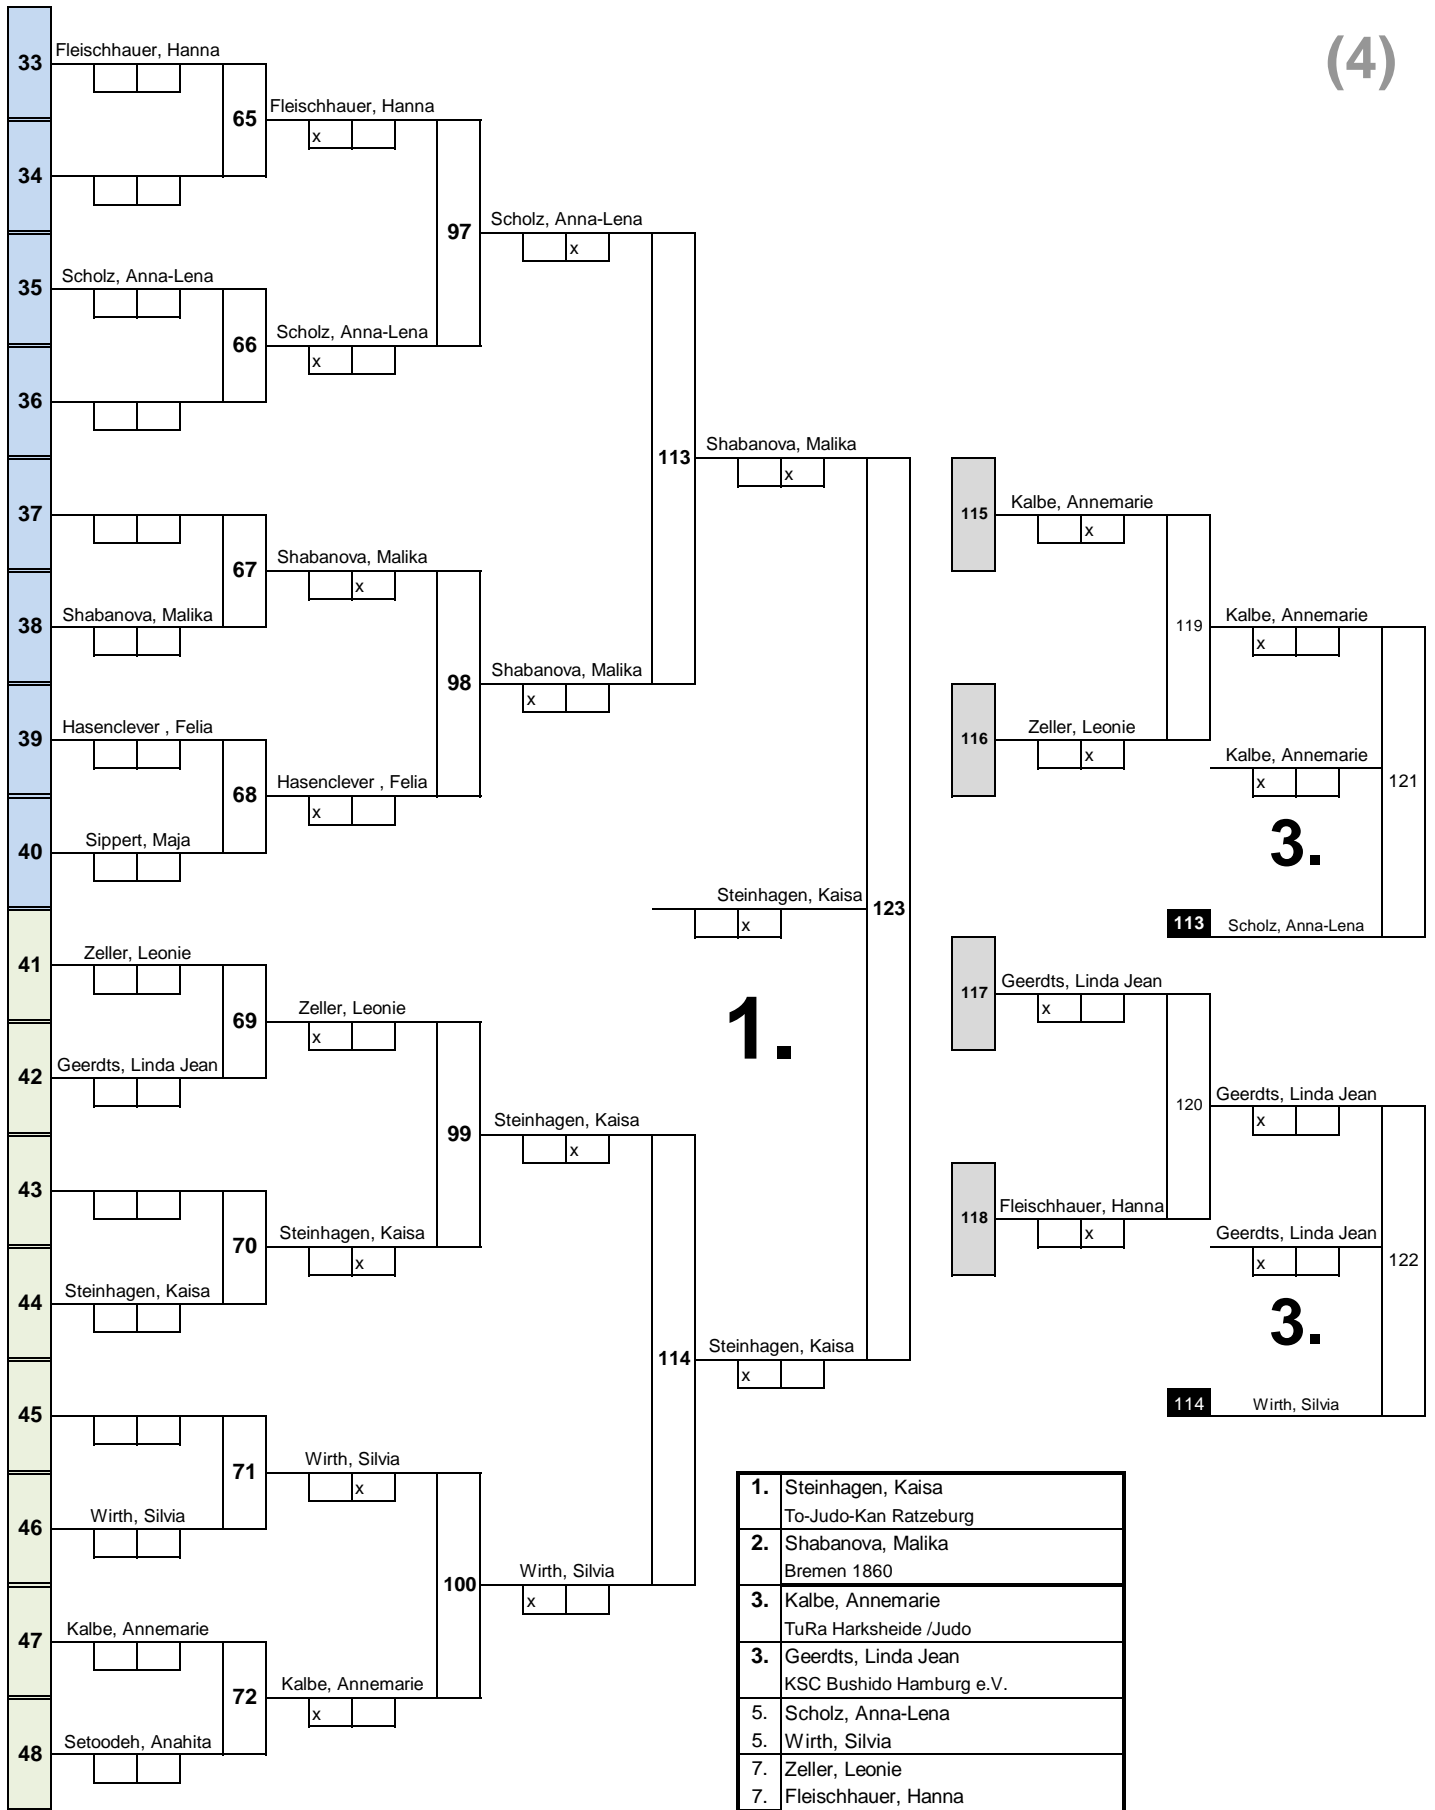 (4)
33
Fleischhauer, Hanna
65
Fleischhauer, Hanna
x
34
97
Scholz, Anna-Lena
x
35
Scholz, Anna-Lena
66
Scholz, Anna-Lena
x
36
113
Shabanova, Malika
x
37
67
Shabanova, Malika
x
38
Shabanova, Malika
98
Shabanova, Malika
x
39
Hasenclever , Felia
68
Hasenclever , Felia
x
40
Sippert, Maja
Steinhagen, Kaisa
x
123
1.
41
Zeller, Leonie
69
Zeller, Leonie
x
42
Geerdts, Linda Jean
99
Steinhagen, Kaisa
x
43
70
Steinhagen, Kaisa
x
44
Steinhagen, Kaisa
114
Steinhagen, Kaisa
x
45
71
Wirth, Silvia
x
46
Wirth, Silvia
100
Wirth, Silvia
x
47
Kalbe, Annemarie
72
Kalbe, Annemarie
x
48
Setoodeh, Anahita
115
Kalbe, Annemarie
x
119
Kalbe, Annemarie
x
116
Zeller, Leonie
x
Kalbe, Annemarie
x
121
3.
113
Scholz, Anna-Lena
117
Geerdts, Linda Jean
x
120
Geerdts, Linda Jean
x
118
Fleischhauer, Hanna
x
Geerdts, Linda Jean
x
122
3.
114
Wirth, Silvia
1. Steinhagen, Kaisa
To-Judo-Kan Ratzeburg
2. Shabanova, Malika
Bremen 1860
3. Kalbe, Annemarie
TuRa Harksheide /Judo
3. Geerdts, Linda Jean
KSC Bushido Hamburg e.V.
5. Scholz, Anna-Lena
5. Wirth, Silvia
7. Zeller, Leonie
7. Fleischhauer, Hanna